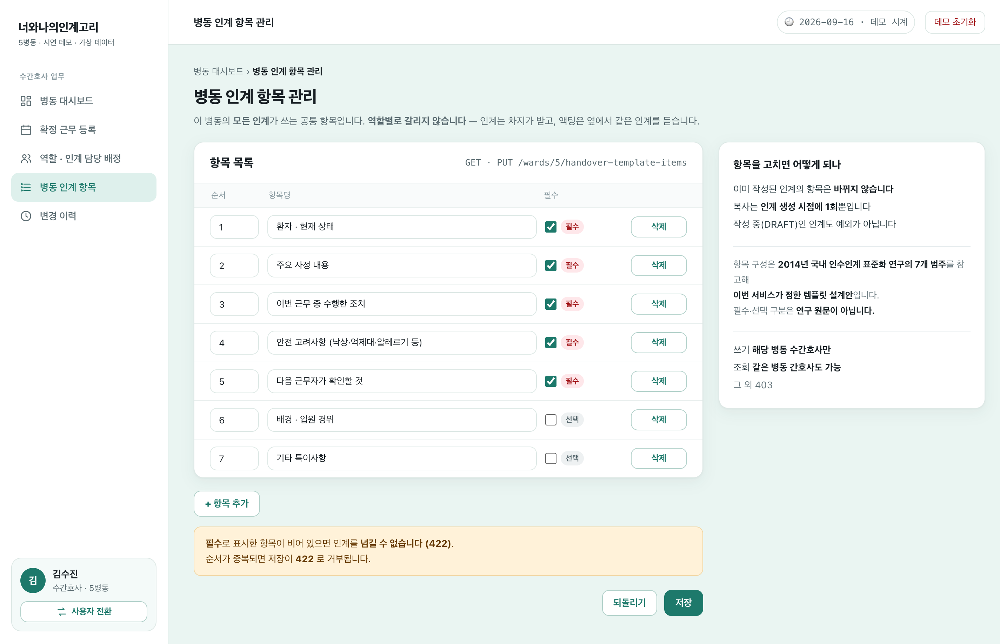 너와나의인계고리
5병동 · 시연 데모 · 가상 데이터
수간호사 업무
병동 대시보드
확정 근무 등록
역할 · 인계 담당 배정
병동 인계 항목
변경 이력
김
김수진
수간호사 · 5병동
사용자 전환
병동 인계 항목 관리
2026-09-16 · 데모 시계
데모 초기화
병동 대시보드 › 병동 인계 항목 관리
병동 인계 항목 관리
이 병동의 모든 인계가 쓰는 공통 항목입니다. 역할별로 갈리지 않습니다 — 인계는 차지가 받고, 액팅은 옆에서 같은 인계를 듣습니다.
항목 목록
GET · PUT /wards/5/handover-template-items
순서 항목명 필수
1 환자 · 현재 상태 필수 삭제
2 주요 사정 내용 필수 삭제
3 이번 근무 중 수행한 조치 필수 삭제
4 안전 고려사항 (낙상·억제대·알레르기 등) 필수 삭제
5 다음 근무자가 확인할 것 필수 삭제
6 배경 · 입원 경위 선택 삭제
7 기타 특이사항 선택 삭제
+ 항목 추가
필수로 표시한 항목이 비어 있으면 인계를 넘길 수 없습니다 (422).
순서가 중복되면 저장이 422 로 거부됩니다.
되돌리기
저장
항목을 고치면 어떻게 되나
이미 작성된 인계의 항목은 바뀌지 않습니다
복사는 인계 생성 시점에 1회뿐입니다
작성 중(DRAFT)인 인계도 예외가 아닙니다
항목 구성은 2014년 국내 인수인계 표준화 연구의 7개 범주를 참
고해
이번 서비스가 정한 템플릿 설계안입니다.
필수·선택 구분은 연구 원문이 아닙니다.
쓰기 해당 병동 수간호사만
조회 같은 병동 간호사도 가능
그 외 403